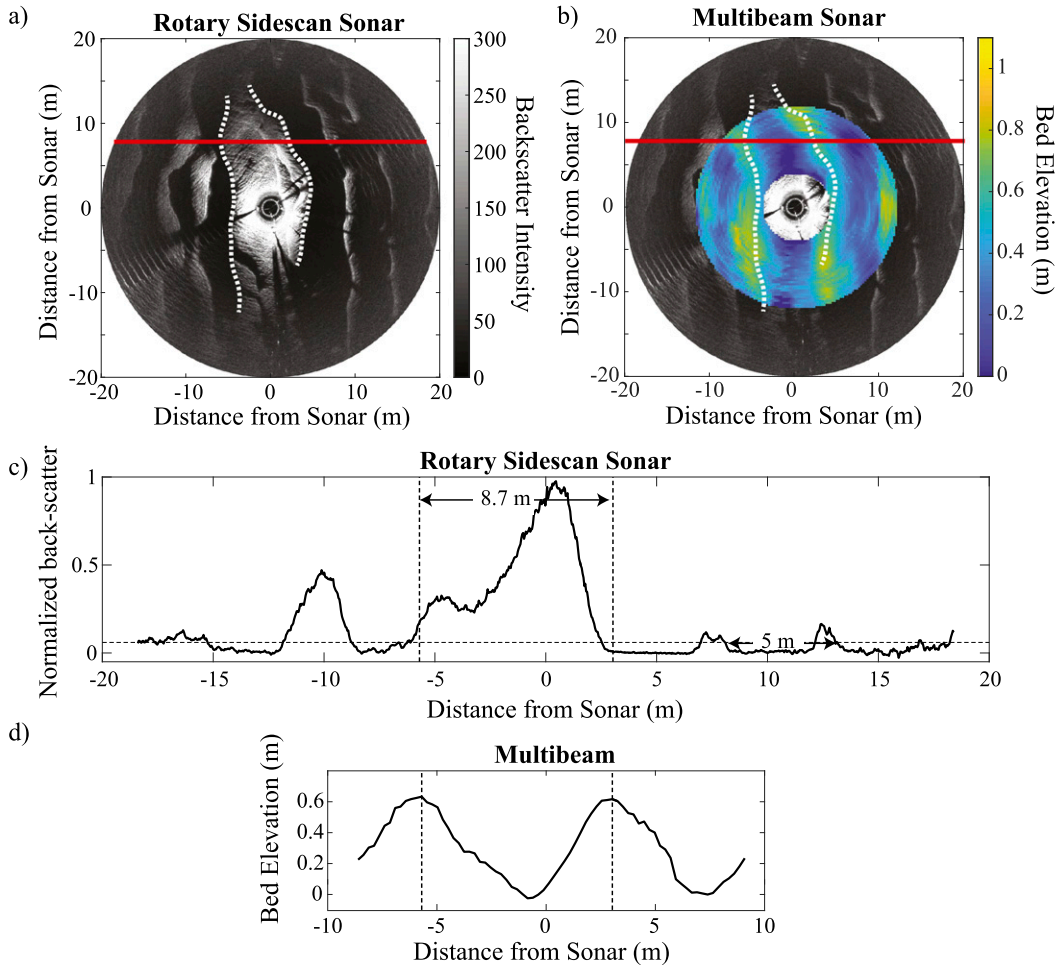 a)
Rotary Sidescan Sonar
20
10
0
-10
-20
Distance from Sonar (m)
-20
-10
0
10
20
Distance from Sonar (m)
300
250
200
150
100
50
0
Backscatter Intensity
b)
Multibeam Sonar
20
10
0
-10
-20
Distance from Sonar (m)
-20
-10
0
10
20
Distance from Sonar (m)
1
0.8
0.6
0.4
0.2
0
Bed Elevation (m)
c)
Rotary Sidescan Sonar
Normalized back-scatter
1
0.5
0
8.7 m
5 m
-20
-15
-10
-5
0
5
10
15
20
Distance from Sonar (m)
d)
Multibeam
Bed Elevation (m)
0.6
0.4
0.2
0
-10
-5
0
5
10
Distance from Sonar (m)